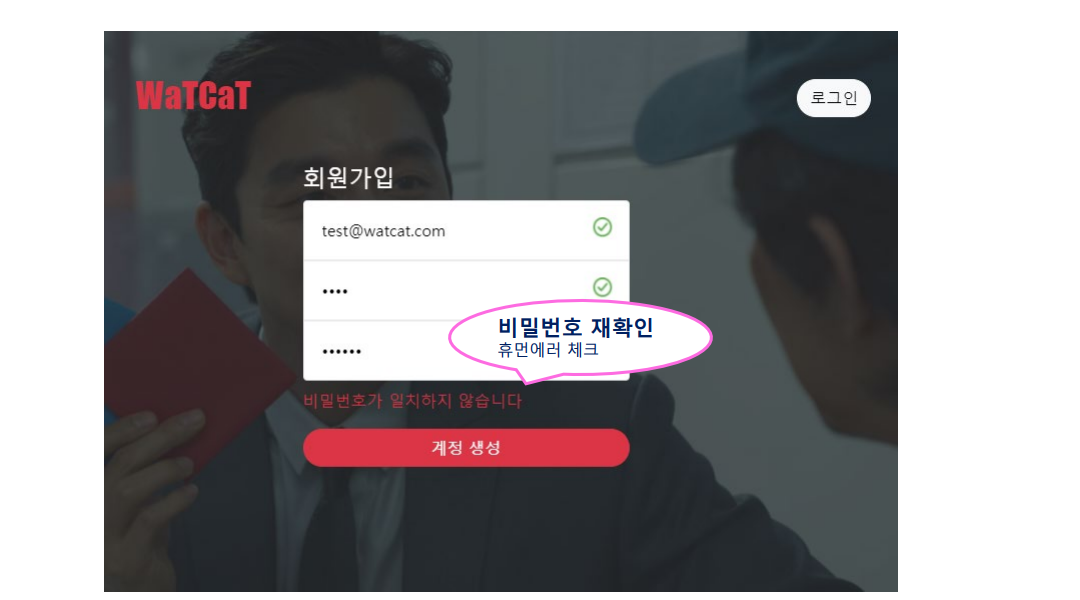 WaTCaT
로그인
회원가입
test@watcat.com
••••
••••••
비밀번호 재확인
휴먼에러 체크
비밀번호가 일치하지 않습니다
계정 생성